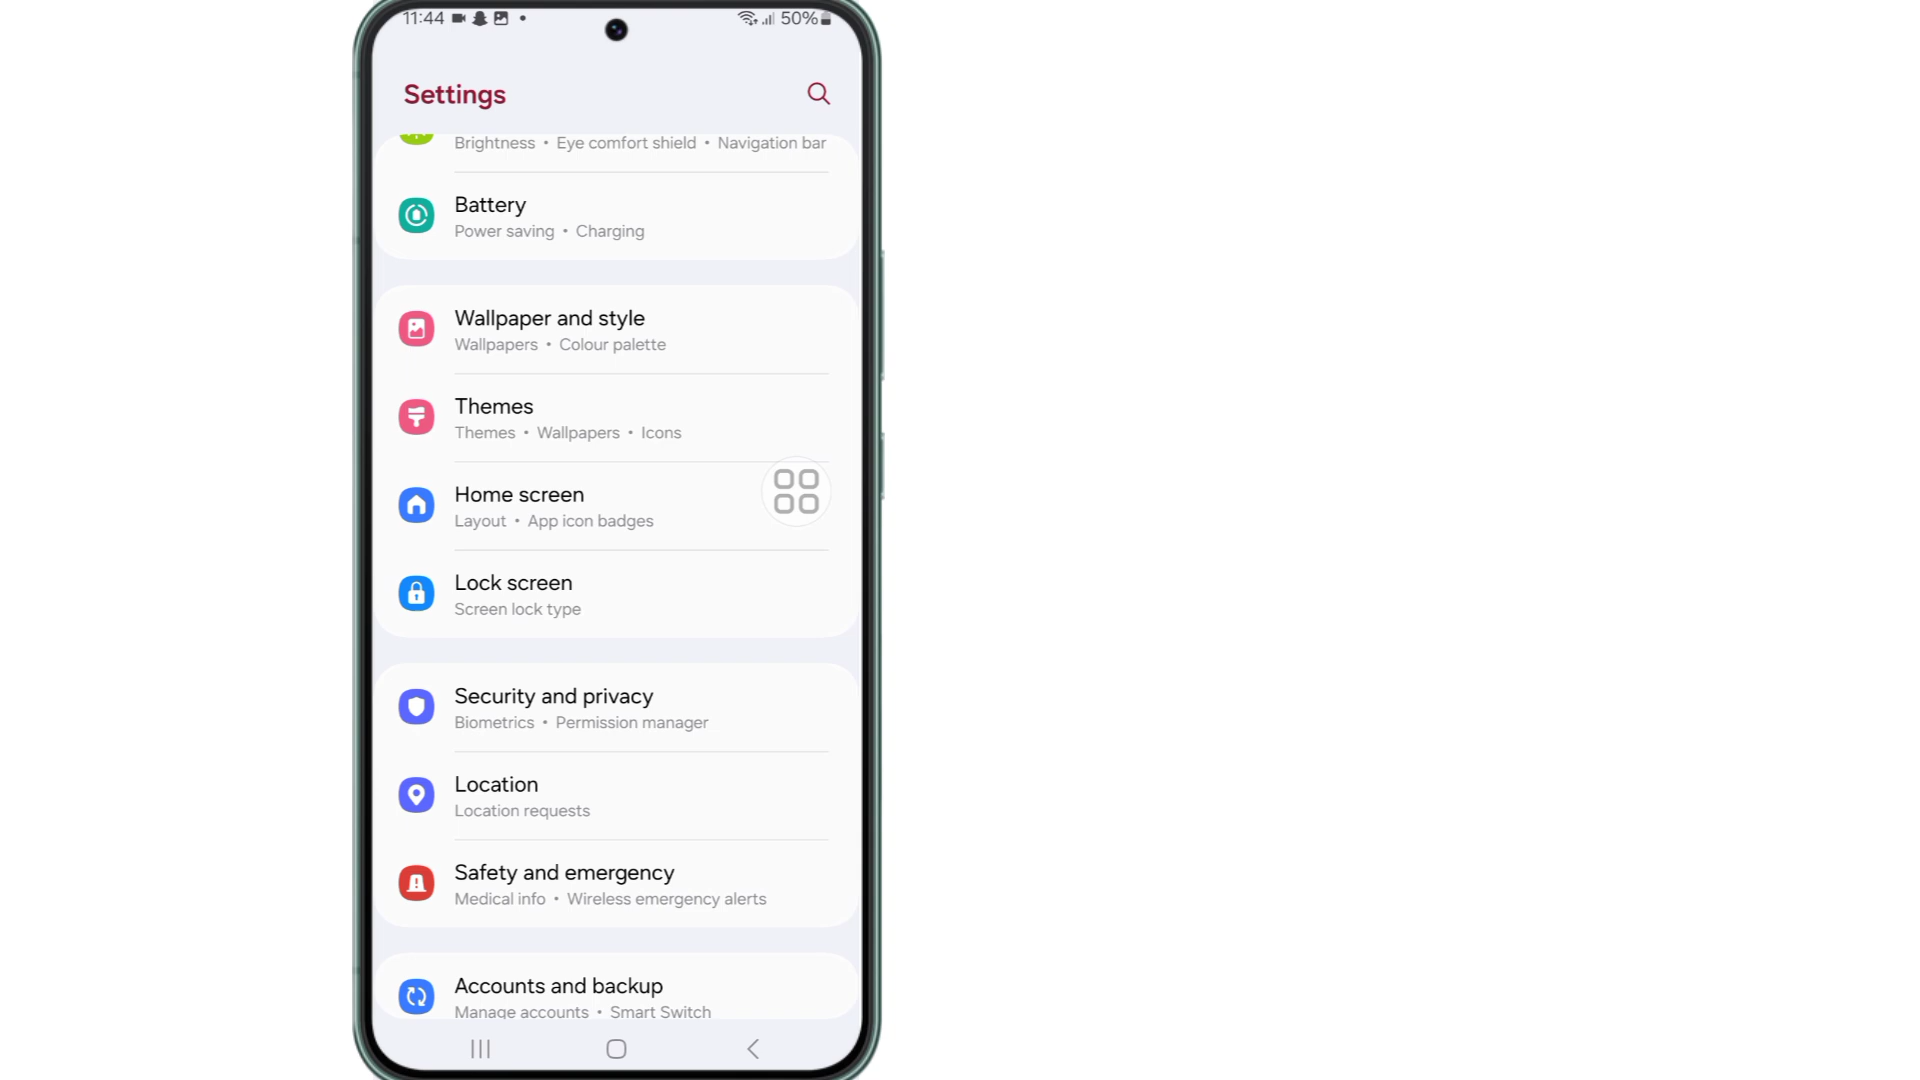 11:44
50%
Settings
Brightness • Eye comfort shield • Navigation bar
Battery
Power saving • Charging
Wallpaper and style
Wallpapers • Colour palette
Themes
Themes • Wallpapers • Icons
Home screen
Layout • App icon badges
Lock screen
Screen lock type
Security and privacy
Biometrics • Permission manager
Location
Location requests
Safety and emergency
Medical info • Wireless emergency alerts
Accounts and backup
Manage accounts • Smart Switch